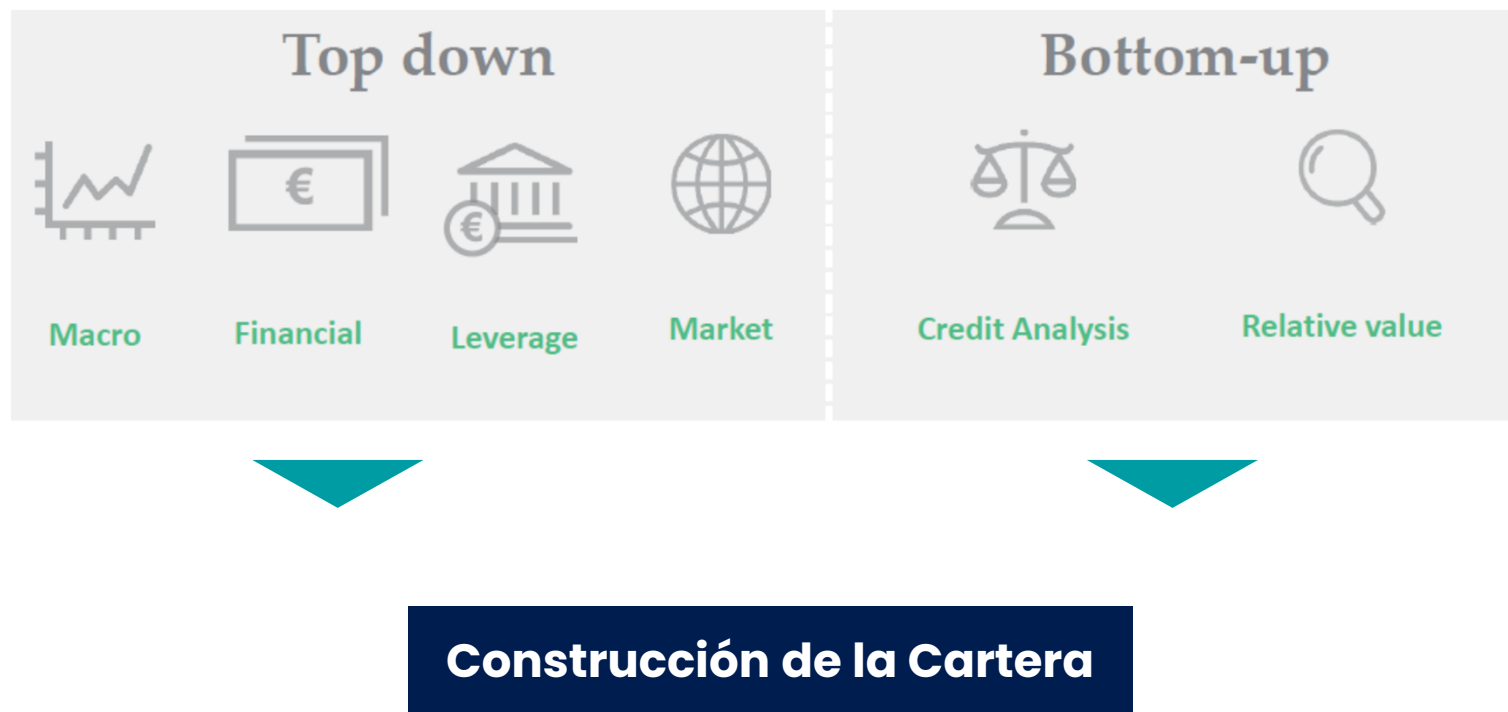 Top down
Bottom-up
€
€
Macro
Financial
Leverage
Market
Credit Analysis
Relative value
Construcción de la Cartera